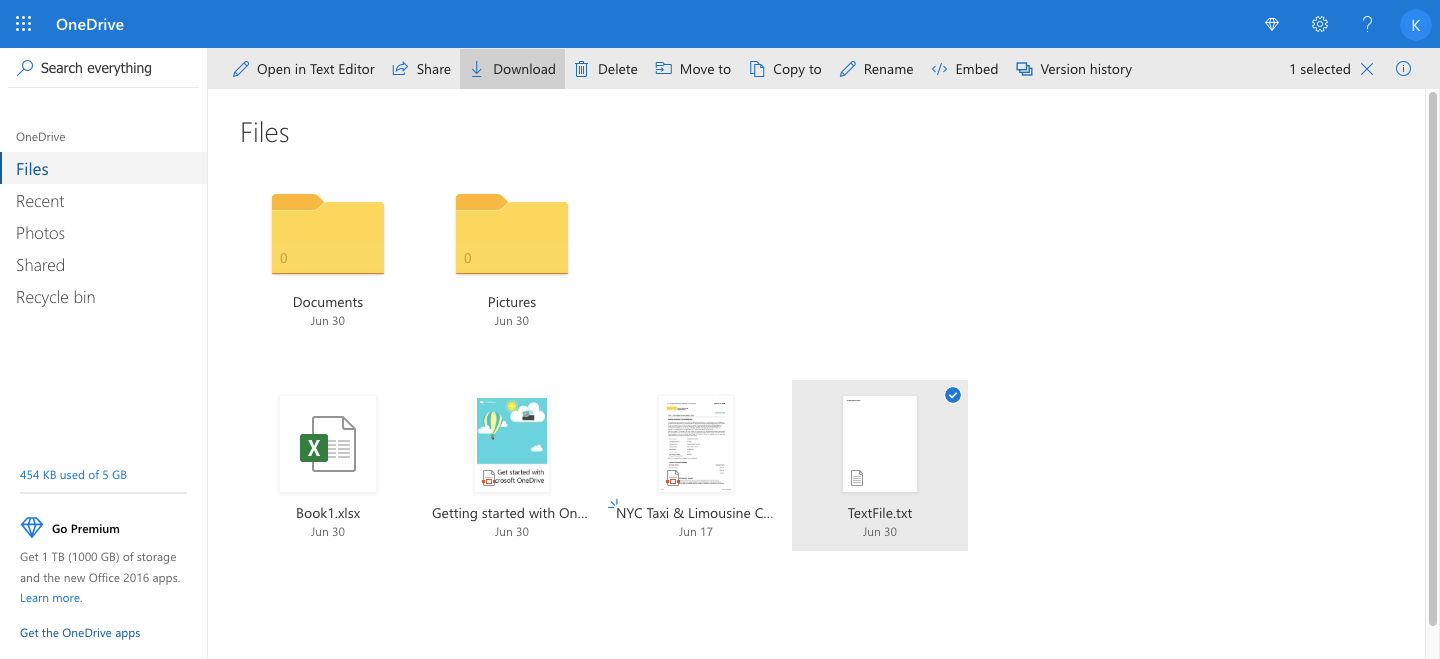 OneDrive
K
Search everything
Open in Text Editor
Share
Download
Delete
Move to
Copy to
Rename
Embed
Version history
1 selected
OneDrive
Files
Recent
Photos
Shared
Recycle bin
454 KB used of 5 GB
Go Premium
Get 1 TB (1000 GB) of storage
and the new Office 2016 apps.
Learn more.
Get the OneDrive apps
Files
0
Documents
Jun 30
0
Pictures
Jun 30
X
Book1.xlsx
Jun 30
Get started with
crosoft OneDrive
Getting started with On...
Jun 30
NYC Taxi & Limousine C...
Jun 17
TextFile.txt
Jun 30